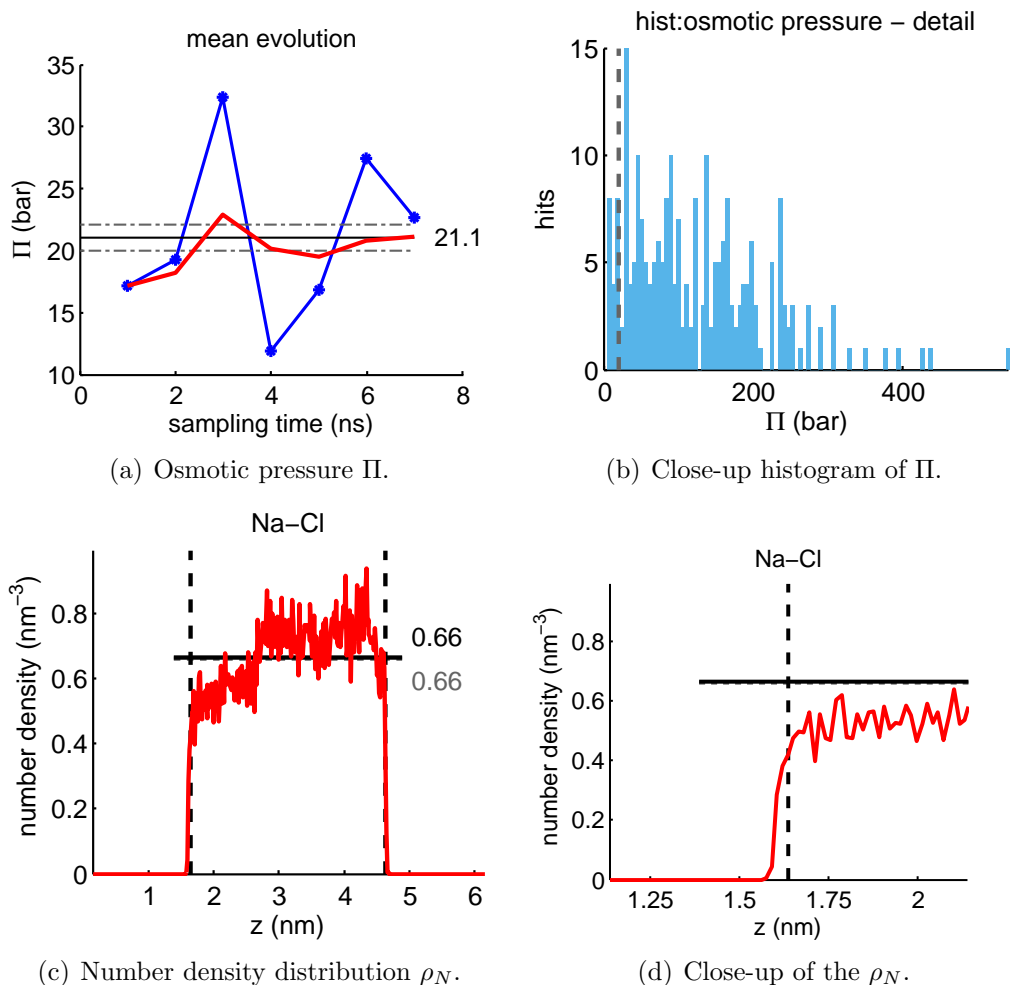 mean evolution
35
30
25
20
15
10
Π (bar)
21.1
0 2 4 6 8
sampling time (ns)
(a) Osmotic pressure Π.
hist:osmotic pressure − detail
15
10
5
0
hits
0 200 400
Π (bar)
(b) Close-up histogram of Π.
Na−Cl
0.8
0.6
0.4
0.2
0
number density (nm−3)
0.66
0.66
1 2 3 4 5 6
z (nm)
(c) Number density distribution ρN.
Na−Cl
0.8
0.6
0.4
0.2
0
number density (nm−3)
1.25 1.5 1.75 2
z (nm)
(d) Close-up of the ρN.